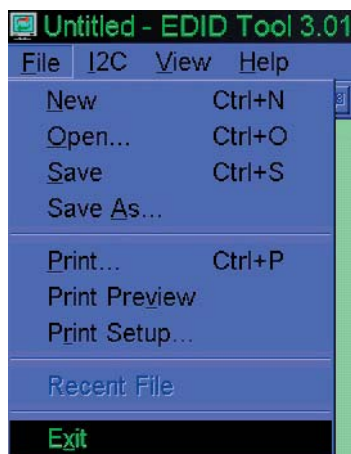 Untitled - EDID Tool 3.01
File I2C View Help
New Ctrl+N
Open... Ctrl+O
Save Ctrl+S
Save As...
Print... Ctrl+P
Print Preview
Print Setup...
Recent File
Exit